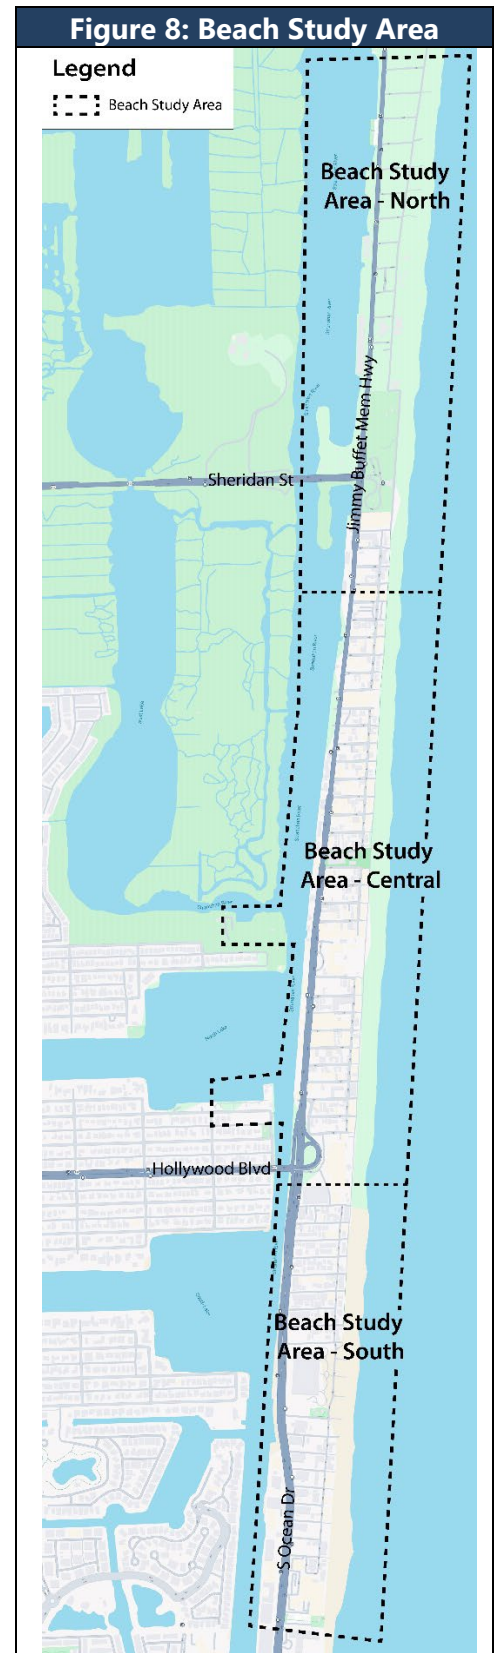 Figure 8: Beach Study Area
Legend
Beach Study Area
Beach Study
Area - North
Jimmy Buffet Mem Hwy
Sheridan St
Beach Study
Area - Central
Hollywood Blvd
Beach Study
Area - South
S Ocean Dr